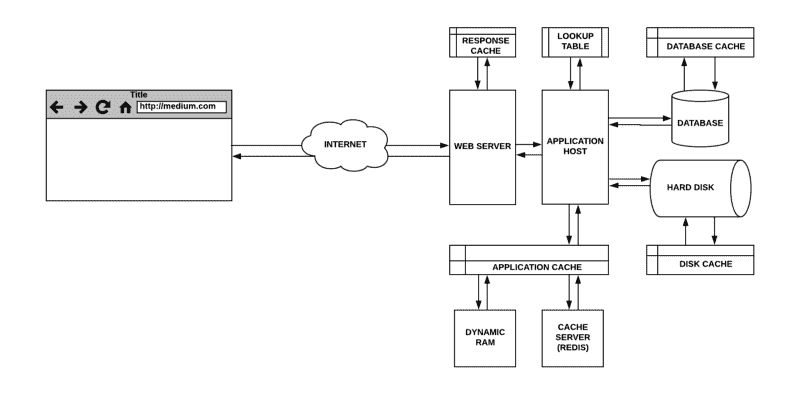 RESPONSE
CACHE
LOOKUP
TABLE
DATABASE CACHE
Title
http://medium.com
INTERNET
WEB SERVER
APPLICATION
HOST
DATABASE
HARD DISK
APPLICATION CACHE
DISK CACHE
DYNAMIC
RAM
CACHE
SERVER
(REDIS)